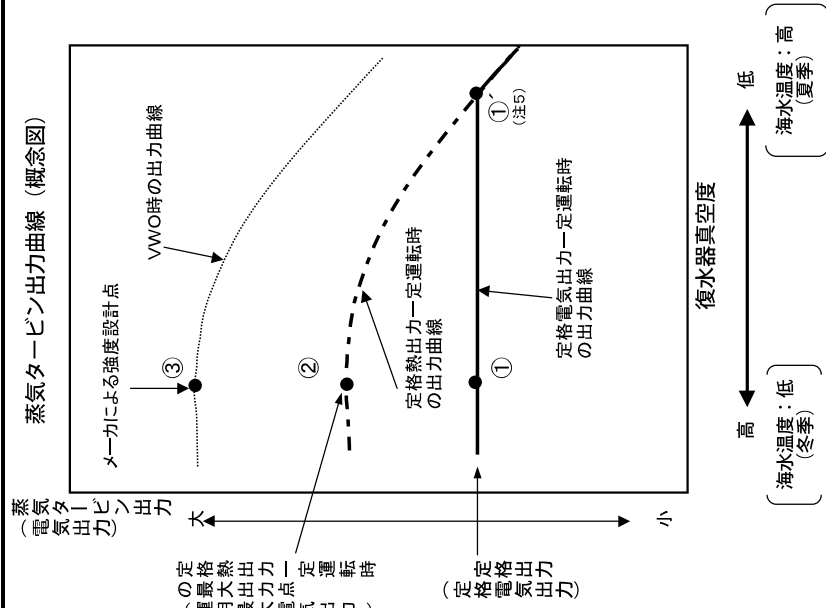 蒸気タービン出力曲線(概念図)
蒸気タービン出力
(電気出力)
大
小
メーカによる強度設計点
③
VWO時の出力曲線
②
定格熱出力一定運転時
の出力曲線
①
定格電気出力一定運転時
の出力曲線
①´
(注5)
定格熱出力一定運転時
の最大出力点
(運用最大電気出力)
定格出力
(定格電気出力)
復水器真空度
高
低
海水温度:低
(冬季)
海水温度:高
(夏季)